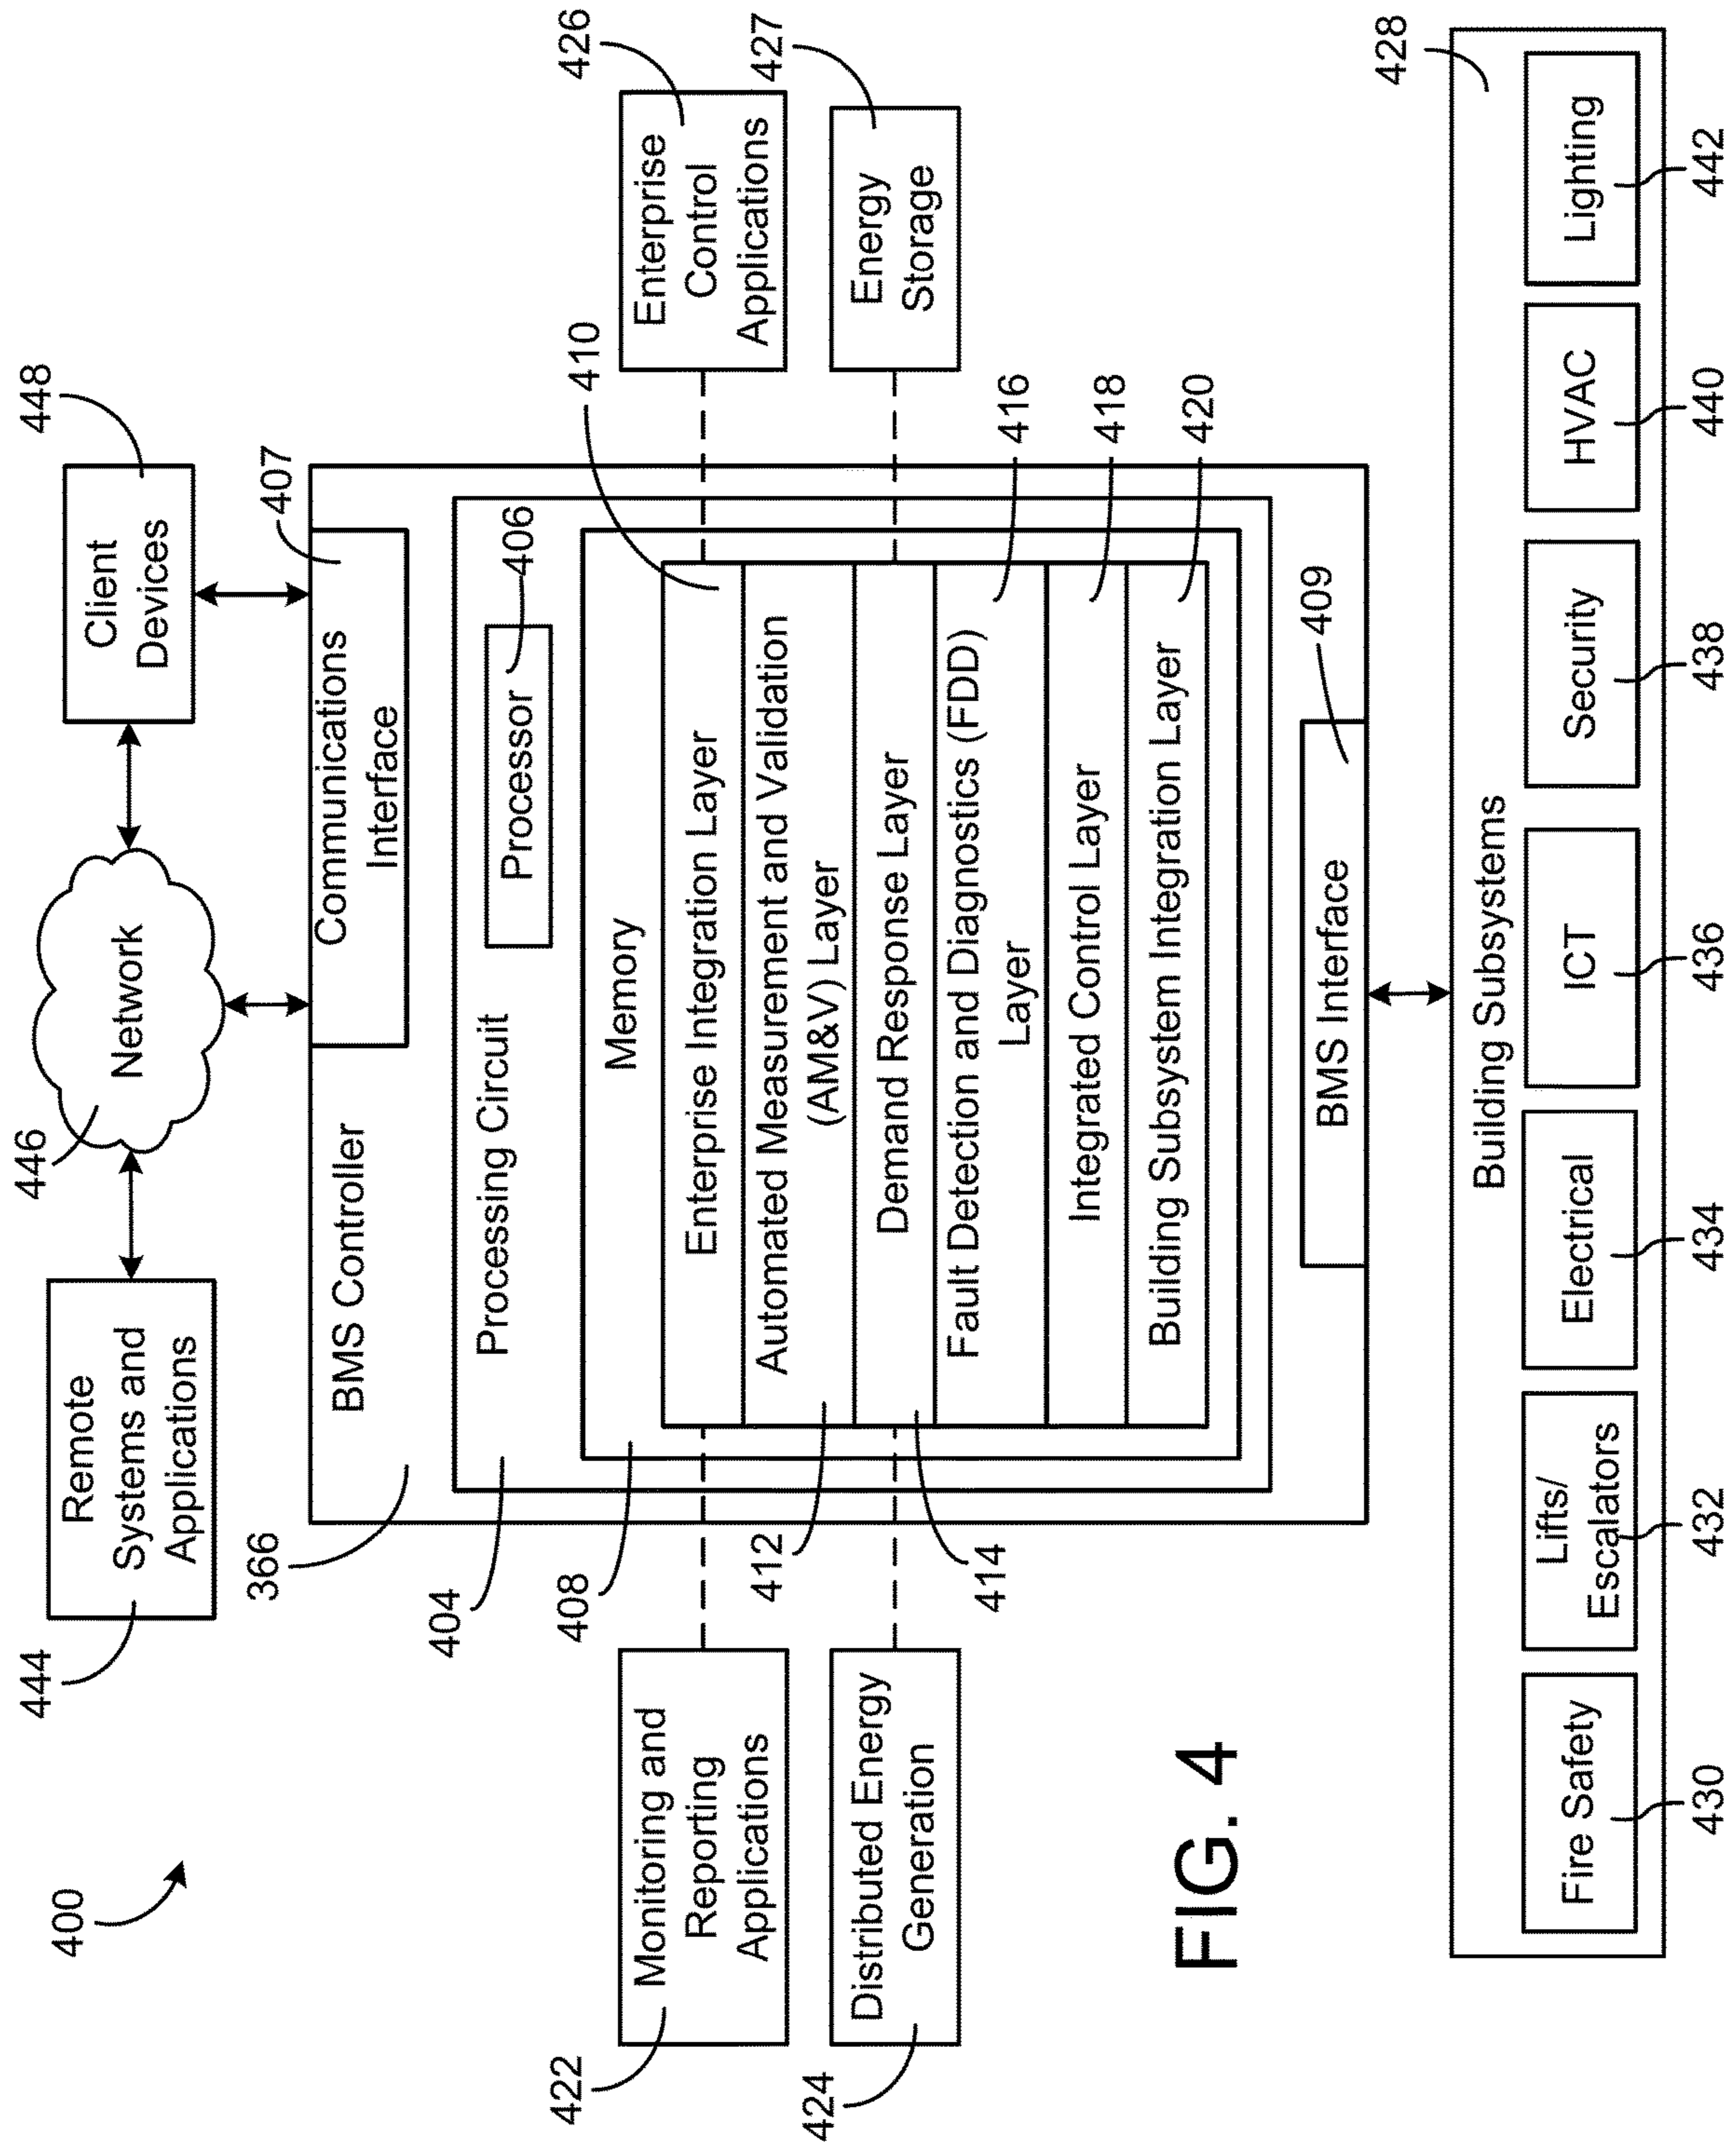 400
444
Remote
Systems and
Applications
446
Network
Client
Devices
448
366
BMS Controller
Communications
Interface
407
404
Processing Circuit
Processor
406
408
Memory
410
Enterprise Integration Layer
412
Automated Measurement and Validation
(AM&V) Layer
414
Demand Response Layer
Fault Detection and Diagnostics (FDD)
Layer
416
Integrated Control Layer
418
Building Subsystem Integration Layer
420
BMS Interface
409
422
Monitoring and
Reporting
Applications
424
Distributed Energy
Generation
426
Enterprise
Control
Applications
427
Energy
Storage
FIG. 4
Building Subsystems
428
Fire Safety
Lifts/
Escalators
Electrical
ICT
Security
HVAC
Lighting
430
432
434
436
438
440
442